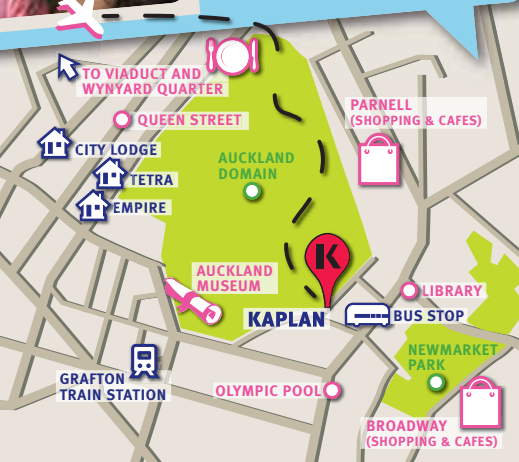 TO VIADUCT AND
WYNYARD QUARTER
QUEEN STREET
PARNELL
(SHOPPING & CAFES)
CITY LODGE
TETRA
EMPIRE
AUCKLAND
DOMAIN
AUCKLAND
MUSEUM
K
KAPLAN
LIBRARY
BUS STOP
GRAFTON
TRAIN STATION
OLYMPIC POOL
NEWMARKET
PARK
BROADWAY
(SHOPPING & CAFES)